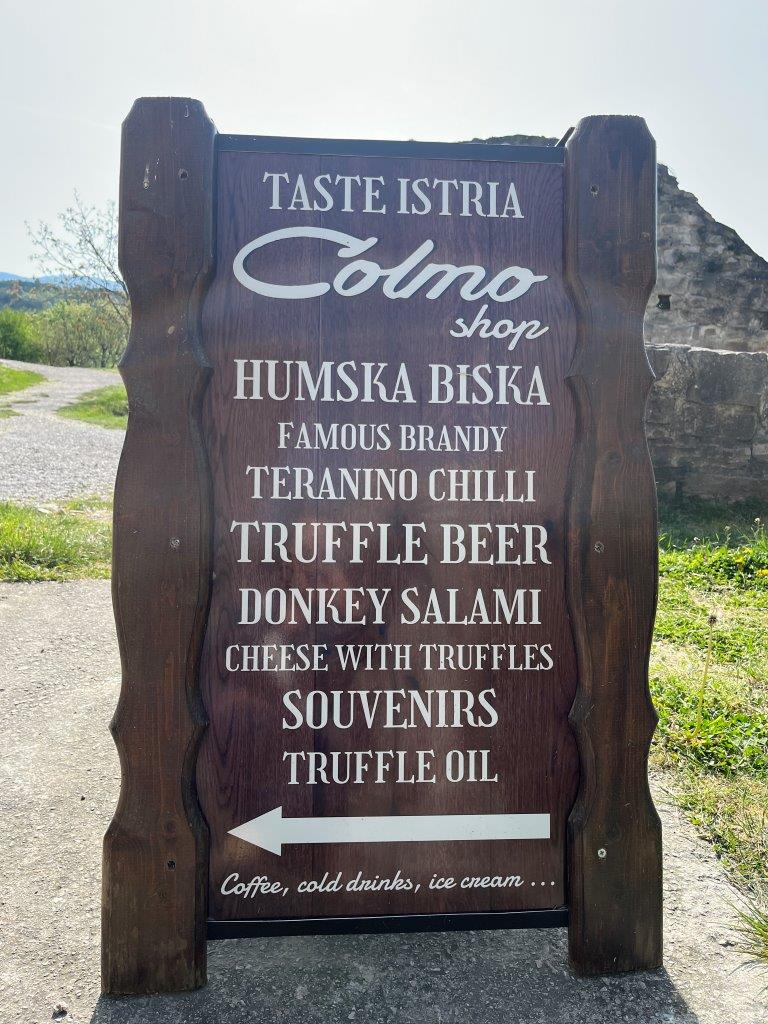 TASTE ISTRIA
Colmo
shop
HUMSKA BISKA
FAMOUS BRANDY
TERANINO CHILLI
TRUFFLE BEER
DONKEY SALAMI
CHEESE WITH TRUFFLES
SOUVENIRS
TRUFFLE OIL
Coffee, cold drinks, ice cream ...